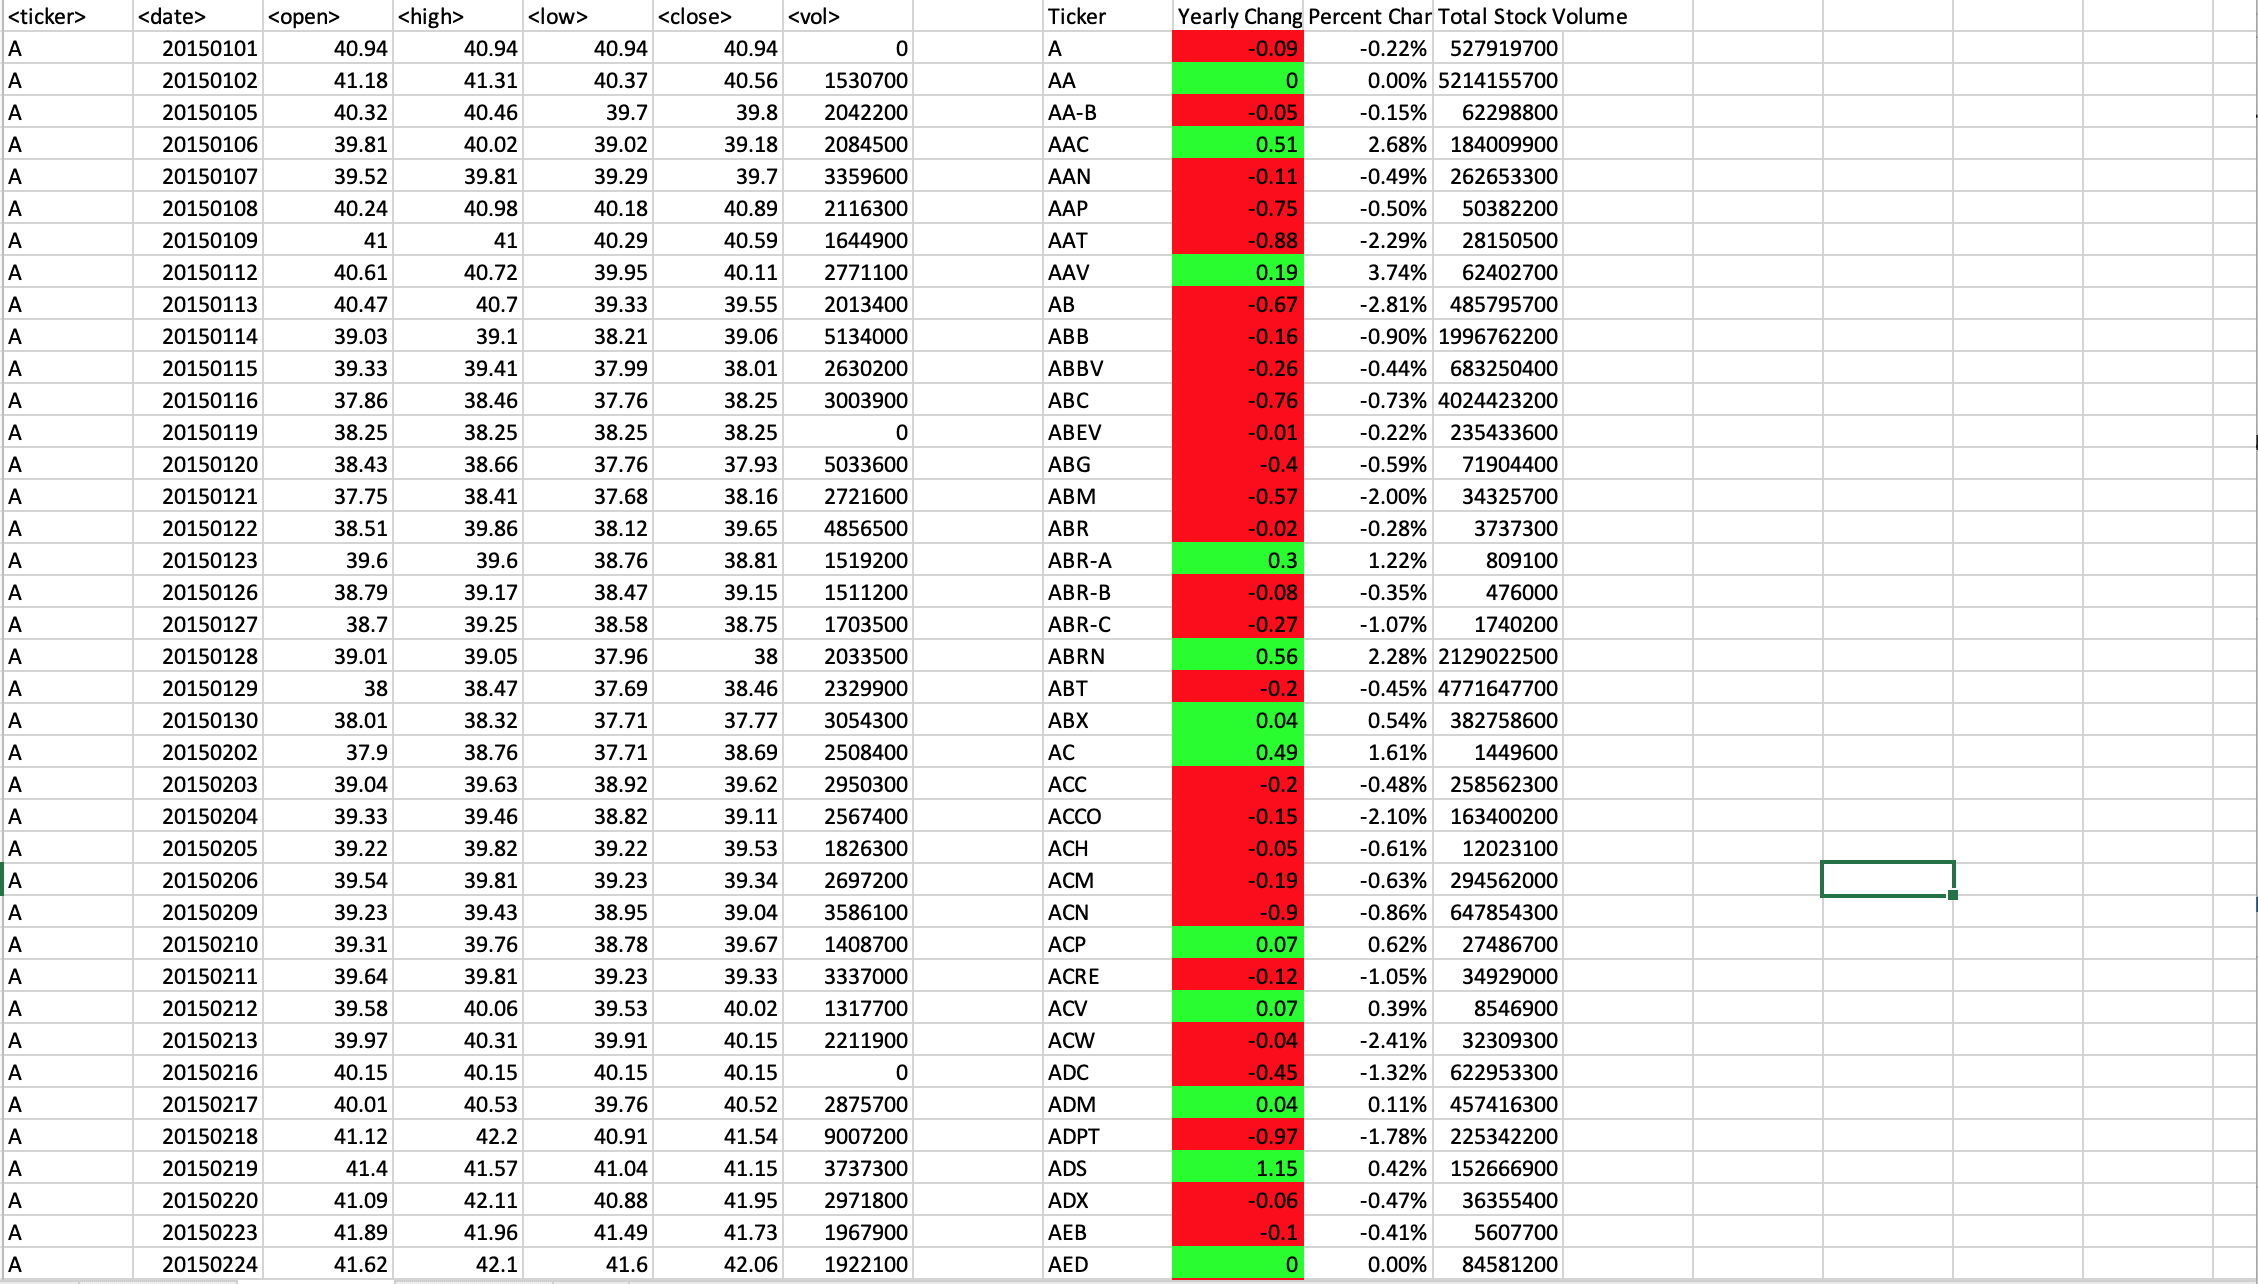 <ticker> <date> <open> <high> <low> <close> <vol> Ticker Yearly Chang Percent Char Total Stock Volume
A 20150101 40.94 40.94 40.94 40.94 0 A -0.09 -0.22% 527919700
A 20150102 41.18 41.31 40.37 40.56 1530700 AA 0 0.00% 5214155700
A 20150105 40.32 40.46 39.7 39.8 2042200 AA-B -0.05 -0.15% 62298800
A 20150106 39.81 40.02 39.02 39.18 2084500 AAC 0.51 2.68% 184009900
A 20150107 39.52 39.81 39.29 39.7 3359600 AAN -0.11 -0.49% 262653300
A 20150108 40.24 40.98 40.18 40.89 2116300 AAP -0.75 -0.50% 50382200
A 20150109 41 41 40.29 40.59 1644900 AAT -0.88 -2.29% 28150500
A 20150112 40.61 40.72 39.95 40.11 2771100 AAV 0.19 3.74% 62402700
A 20150113 40.47 40.7 39.33 39.55 2013400 AB -0.67 -2.81% 485795700
A 20150114 39.03 39.1 38.21 39.06 5134000 ABB -0.16 -0.90% 1996762200
A 20150115 39.33 39.41 37.99 38.01 2630200 ABBV -0.26 -0.44% 683250400
A 20150116 37.86 38.46 37.76 38.25 3003900 ABC -0.76 -0.73% 4024423200
A 20150119 38.25 38.25 38.25 38.25 0 ABEV -0.01 -0.22% 235433600
A 20150120 38.43 38.66 37.76 37.93 5033600 ABG -0.4 -0.59% 71904400
A 20150121 37.75 38.41 37.68 38.16 2721600 ABM -0.57 -2.00% 34325700
A 20150122 38.51 39.86 38.12 39.65 4856500 ABR -0.02 -0.28% 3737300
A 20150123 39.6 39.6 38.76 38.81 1519200 ABR-A 0.3 1.22% 809100
A 20150126 38.79 39.17 38.47 39.15 1511200 ABR-B -0.08 -0.35% 476000
A 20150127 38.7 39.25 38.58 38.75 1703500 ABR-C -0.27 -1.07% 1740200
A 20150128 39.01 39.05 37.96 38 2033500 ABRN 0.56 2.28% 2129022500
A 20150129 38 38.47 37.69 38.46 2329900 ABT -0.2 -0.45% 4771647700
A 20150130 38.01 38.32 37.71 37.77 3054300 ABX 0.04 0.54% 382758600
A 20150202 37.9 38.76 37.71 38.69 2508400 AC 0.49 1.61% 1449600
A 20150203 39.04 39.63 38.92 39.62 2950300 ACC -0.2 -0.48% 258562300
A 20150204 39.33 39.46 38.82 39.11 2567400 ACCO -0.15 -2.10% 163400200
A 20150205 39.22 39.82 39.22 39.53 1826300 ACH -0.05 -0.61% 12023100
A 20150206 39.54 39.81 39.23 39.34 2697200 ACM -0.19 -0.63% 294562000
A 20150209 39.23 39.43 38.95 39.04 3586100 ACN -0.9 -0.86% 647854300
A 20150210 39.31 39.76 38.78 39.67 1408700 ACP 0.07 0.62% 27486700
A 20150211 39.64 39.81 39.23 39.33 3337000 ACRE -0.12 -1.05% 34929000
A 20150212 39.58 40.06 39.53 40.02 1317700 ACV 0.07 0.39% 8546900
A 20150213 39.97 40.31 39.91 40.15 2211900 ACW -0.04 -2.41% 32309300
A 20150216 40.15 40.15 40.15 40.15 0 ADC -0.45 -1.32% 622953300
A 20150217 40.01 40.53 39.76 40.52 2875700 ADM 0.04 0.11% 457416300
A 20150218 41.12 42.2 40.91 41.54 9007200 ADPT -0.97 -1.78% 225342200
A 20150219 41.4 41.57 41.04 41.15 3737300 ADS 1.15 0.42% 152666900
A 20150220 41.09 42.11 40.88 41.95 2971800 ADX -0.06 -0.47% 36355400
A 20150223 41.89 41.96 41.49 41.73 1967900 AEB -0.1 -0.41% 5607700
A 20150224 41.62 42.1 41.6 42.06 1922100 AED 0 0.00% 84581200